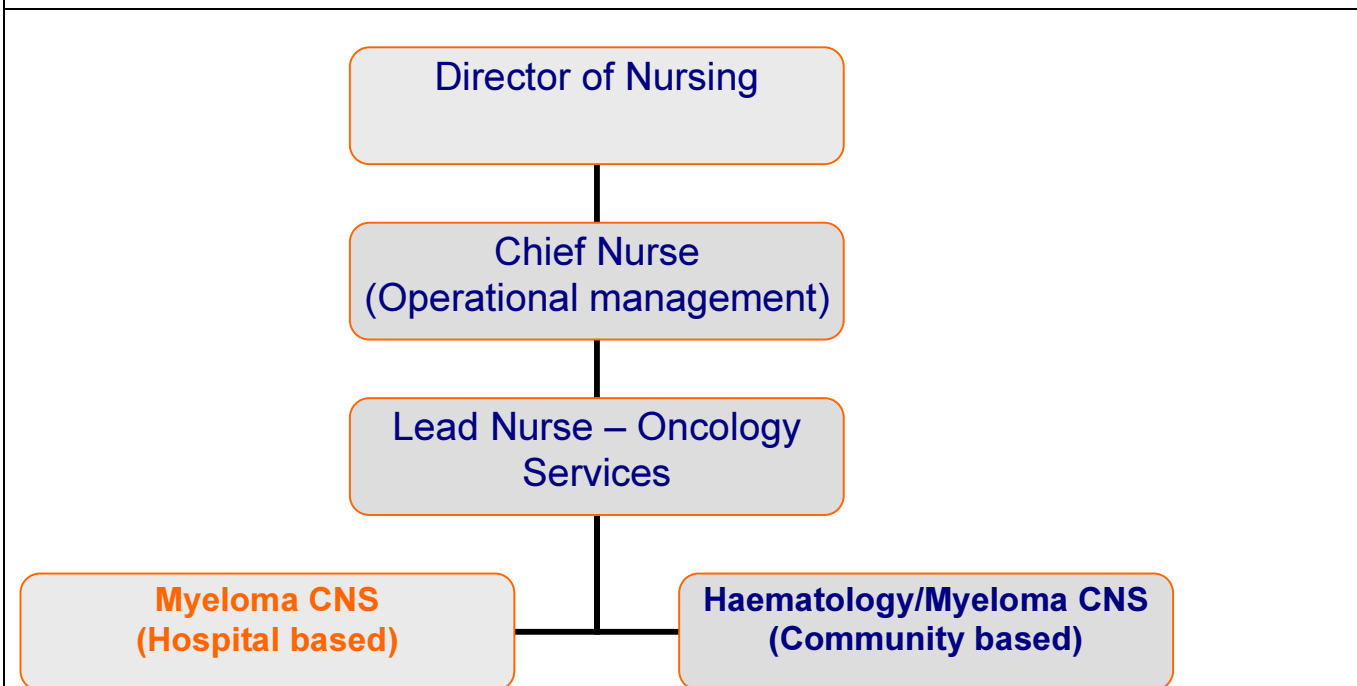 Director of Nursing
Chief Nurse
(Operational management)
Lead Nurse – Oncology
Services
Myeloma CNS
(Hospital based)
Haematology/Myeloma CNS
(Community based)